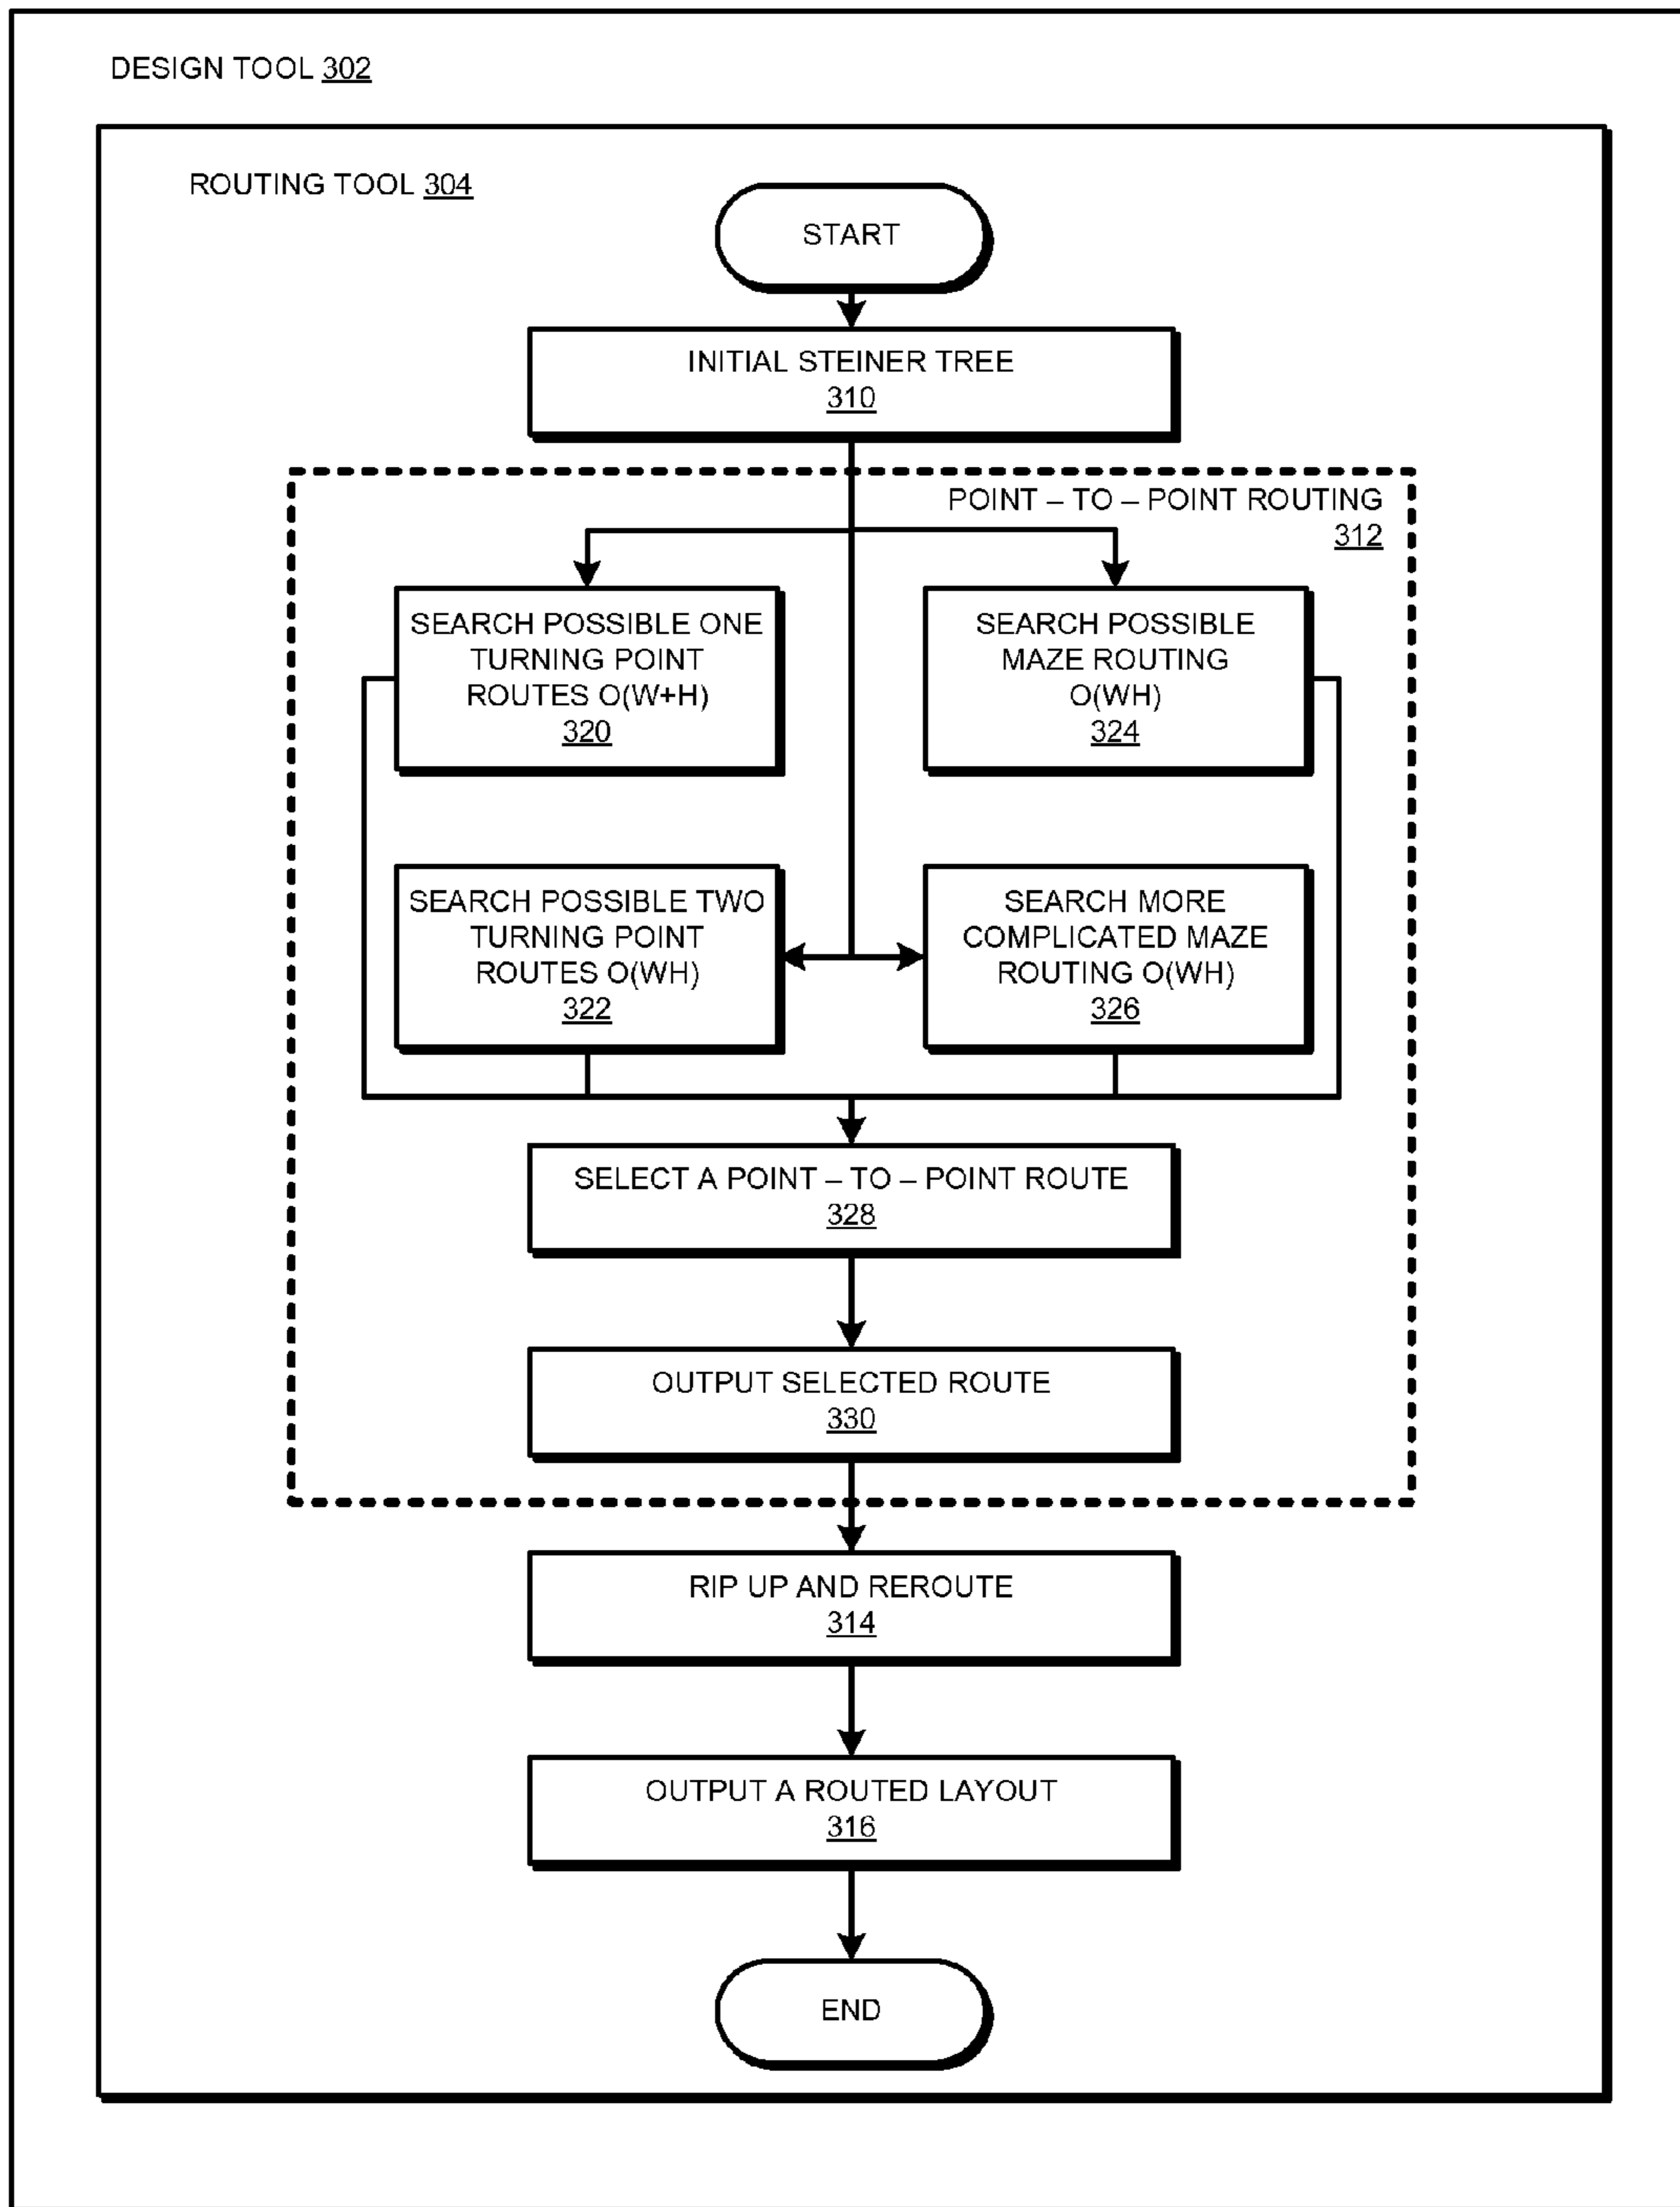 DESIGN TOOL 302
ROUTING TOOL 304
START
INITIAL STEINER TREE
310
POINT – TO – POINT ROUTING
312
SEARCH POSSIBLE ONE
TURNING POINT
ROUTES O(W+H)
320
SEARCH POSSIBLE
MAZE ROUTING
O(WH)
324
SEARCH POSSIBLE TWO
TURNING POINT
ROUTES O(WH)
322
SEARCH MORE
COMPLICATED MAZE
ROUTING O(WH)
326
SELECT A POINT – TO – POINT ROUTE
328
OUTPUT SELECTED ROUTE
330
RIP UP AND REROUTE
314
OUTPUT A ROUTED LAYOUT
316
END